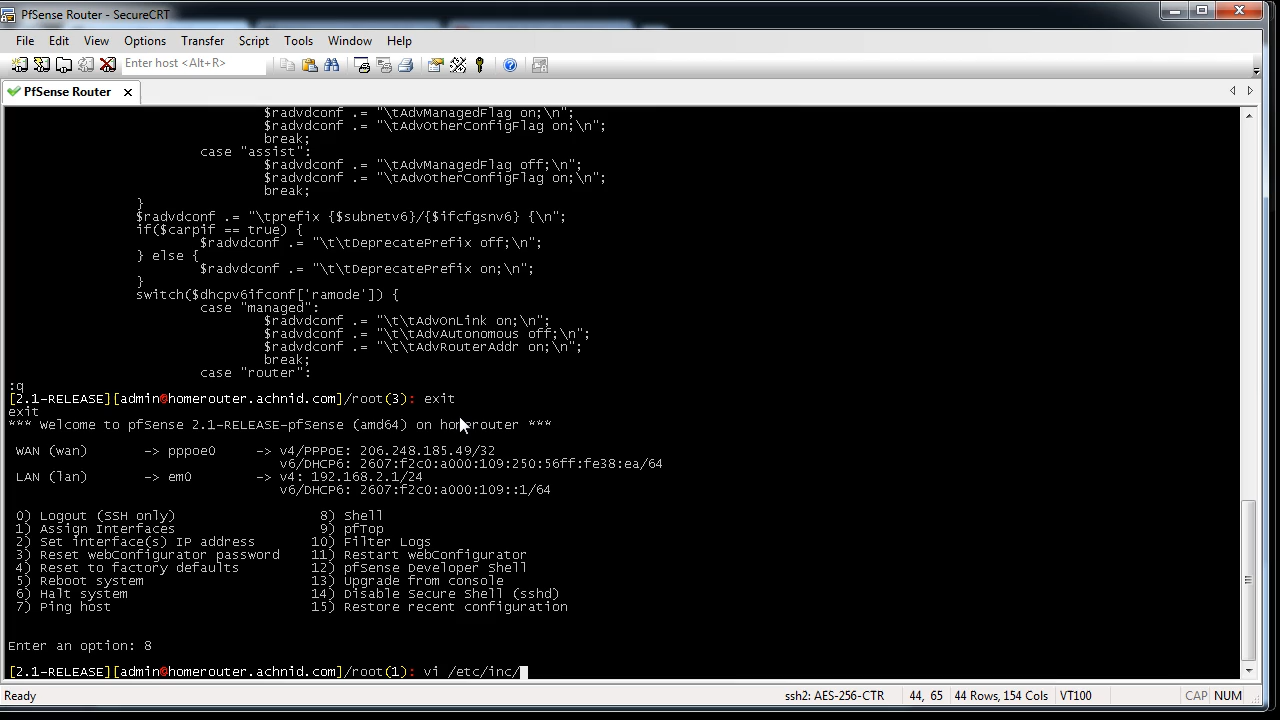 PfSense Router - SecureCRT
File Edit View Options Transfer Script Tools Window Help
Enter host <Alt+R>
PfSense Router
$radvdconf .= "\tAdvManagedFlag on;\n";
$radvdconf .= "\tAdvOtherConfigFlag on;\n";
break;
case "assist":
$radvdconf .= "\tAdvManagedFlag off;\n";
$radvdconf .= "\tAdvOtherConfigFlag on;\n";
break;
}
$radvdconf .= "\tprefix {$subnetv6}/{$ifcfgsnv6} {\n";
if($carpif == true) {
$radvdconf .= "\t\tDeprecatePrefix off;\n";
} else {
$radvdconf .= "\t\tDeprecatePrefix on;\n";
}
switch($dhcpv6ifconf['ramode']) {
case "managed":
$radvdconf .= "\t\tAdvOnLink on;\n";
$radvdconf .= "\t\tAdvAutonomous off;\n";
$radvdconf .= "\t\tAdvRouterAddr on;\n";
break;
case "router":
:q
[2.1-RELEASE][admin@homerouter.achnid.com]/root(3): exit
exit
*** Welcome to pfSense 2.1-RELEASE-pfSense (amd64) on homerouter ***
WAN (wan) -> pppoe0 -> v4/PPPoE: 206.248.185.49/32
v6/DHCP6: 2607:f2c0:a000:109:250:56ff:fe38:ea/64
LAN (lan) -> em0 -> v4: 192.168.2.1/24
v6/DHCP6: 2607:f2c0:a000:109::1/64
0) Logout (SSH only) 8) Shell
1) Assign Interfaces 9) pfTop
2) Set interface(s) IP address 10) Filter Logs
3) Reset webConfigurator password 11) Restart webConfigurator
4) Reset to factory defaults 12) pfSense Developer Shell
5) Reboot system 13) Upgrade from console
6) Halt system 14) Disable Secure Shell (sshd)
7) Ping host 15) Restore recent configuration
Enter an option: 8
[2.1-RELEASE][admin@homerouter.achnid.com]/root(1): vi /etc/inc/
Ready ssh2: AES-256-CTR 44, 65 44 Rows, 154 Cols VT100 CAP NUM